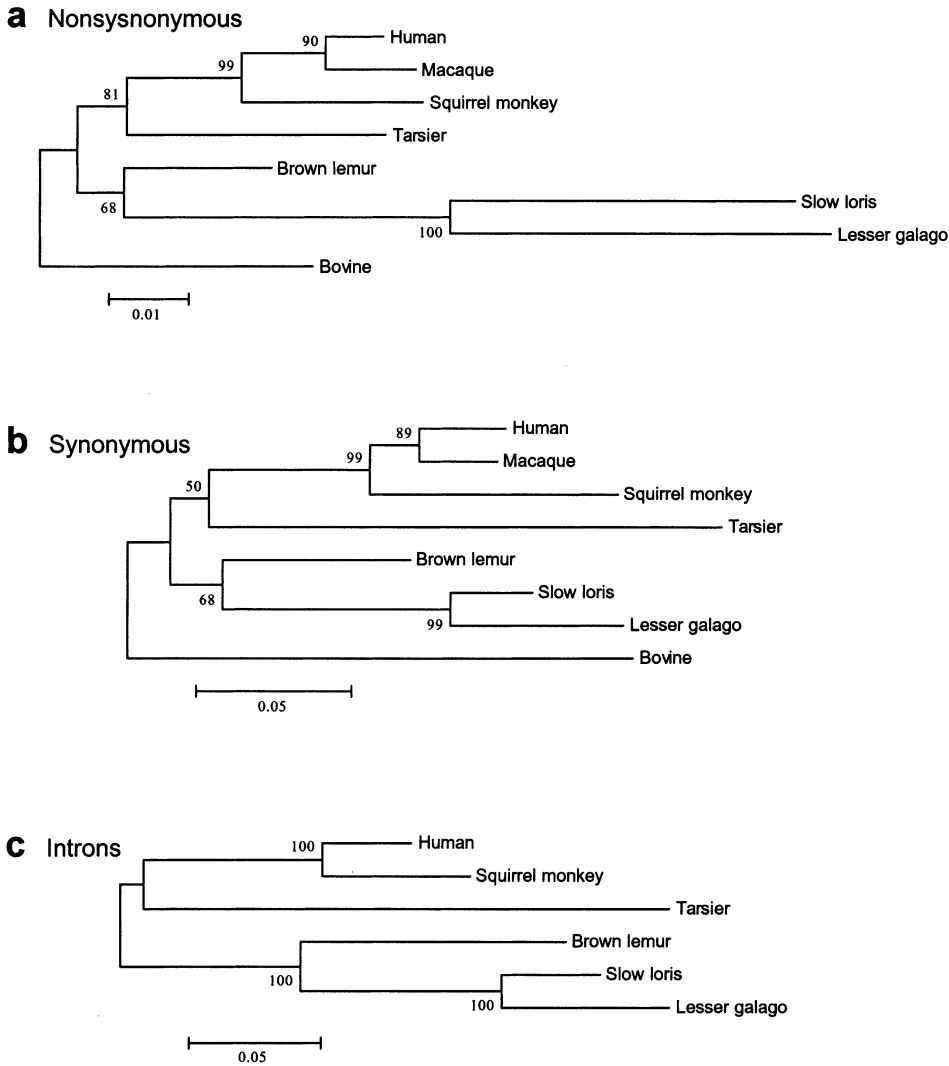 a Nonsysnonymous
Human
90
Macaque
99
Squirrel monkey
81
Tarsier
Brown lemur
Slow loris
68
100
Lesser galago
Bovine
0.01
b Synonymous
Human
89
Macaque
99
Squirrel monkey
50
Tarsier
Brown lemur
Slow loris
68
99
Lesser galago
Bovine
0.05
c Introns
Human
100
Squirrel monkey
Tarsier
Brown lemur
Slow loris
100
100
Lesser galago
0.05